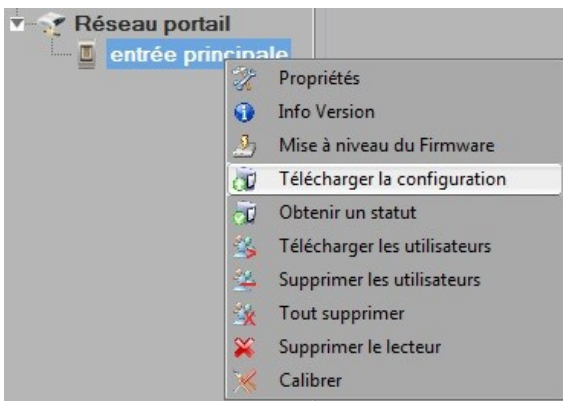 Réseau portail
entrée principale
Propriétés
Info Version
Mise à niveau du Firmware
Télécharger la configuration
Obtenir un statut
Télécharger les utilisateurs
Supprimer les utilisateurs
Tout supprimer
Supprimer le lecteur
Calibrer